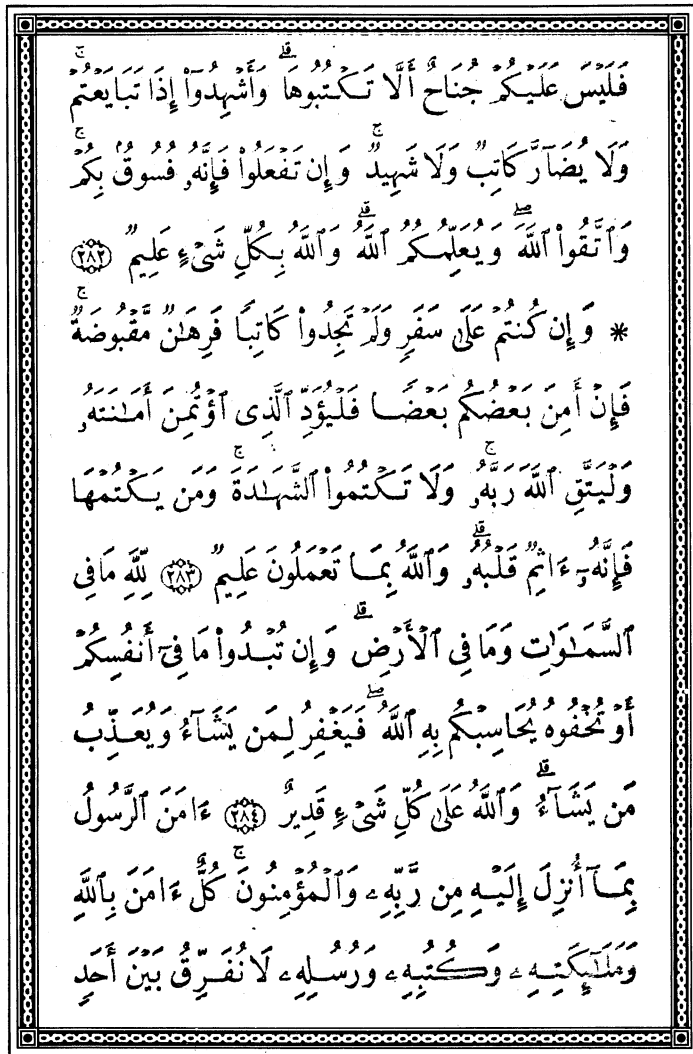 فَلَيْسَ عَلَيْكُمْ جُنَاحٌ أَلَّا تَكْتُبُوهَا ۗ وَأَشْهِدُوٓا۟ إِذَا تَبَايَعْتُمْ ۚ
وَلَا يُضَآرَّ كَاتِبٌ وَلَا شَهِيدٌ ۚ وَإِن تَفْعَلُوا۟ فَإِنَّهُۥ فُسُوقٌۢ بِكُمْ ۗ
وَٱتَّقُوا۟ ٱللَّهَ ۖ وَيُعَلِّمُكُمُ ٱللَّهُ ۗ وَٱللَّهُ بِكُلِّ شَىْءٍ عَلِيمٌ ۝٢٨٢
* وَإِن كُنتُمْ عَلَىٰ سَفَرٍ وَلَمْ تَجِدُوا۟ كَاتِبًا فَرِهَـٰنٌ مَّقْبُوضَةٌ ۖ
فَإِنْ أَمِنَ بَعْضُكُم بَعْضًا فَلْيُؤَدِّ ٱلَّذِى ٱؤْتُمِنَ أَمَـٰنَتَهُۥ
وَلْيَتَّقِ ٱللَّهَ رَبَّهُۥ ۗ وَلَا تَكْتُمُوا۟ ٱلشَّهَـٰدَةَ ۚ وَمَن يَكْتُمْهَا
فَإِنَّهُۥٓ ءَاثِمٌ قَلْبُهُۥ ۗ وَٱللَّهُ بِمَا تَعْمَلُونَ عَلِيمٌ ۝٢٨٣ لِّلَّهِ مَا فِى
ٱلسَّمَـٰوَٰتِ وَمَا فِى ٱلْأَرْضِ ۗ وَإِن تُبْدُوا۟ مَا فِىٓ أَنفُسِكُمْ
أَوْ تُخْفُوهُ يُحَاسِبْكُم بِهِ ٱللَّهُ ۖ فَيَغْفِرُ لِمَن يَشَآءُ وَيُعَذِّبُ
مَن يَشَآءُ ۗ وَٱللَّهُ عَلَىٰ كُلِّ شَىْءٍ قَدِيرٌ ۝٢٨٤ ءَامَنَ ٱلرَّسُولُ
بِمَآ أُنزِلَ إِلَيْهِ مِن رَّبِّهِۦ وَٱلْمُؤْمِنُونَ ۚ كُلٌّ ءَامَنَ بِٱللَّهِ
وَمَلَـٰٓئِكَتِهِۦ وَكُتُبِهِۦ وَرُسُلِهِۦ لَا نُفَرِّقُ بَيْنَ أَحَدٍ